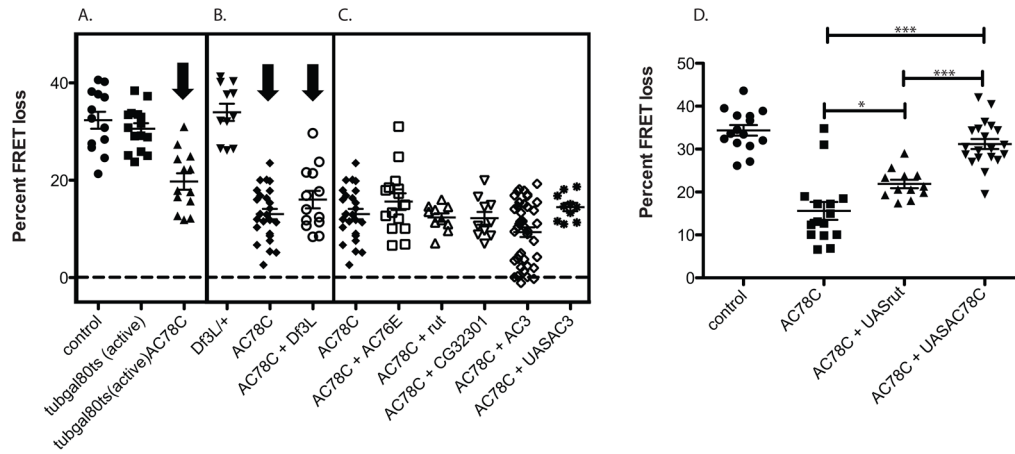 A.
B.
C.
D.
Percent FRET loss
40
20
0
control
tubgal80ts (active)
tubgal80ts(active)AC78C
Df3L/+
AC78C
AC78C + Df3L
AC78C
AC78C + AC76E
AC78C + rut
AC78C + CG32301
AC78C + AC3
AC78C + UASAC3
Percent FRET loss
50
40
30
20
10
0
***
***
*
control
AC78C
AC78C + UASrut
AC78C + UASAC78C